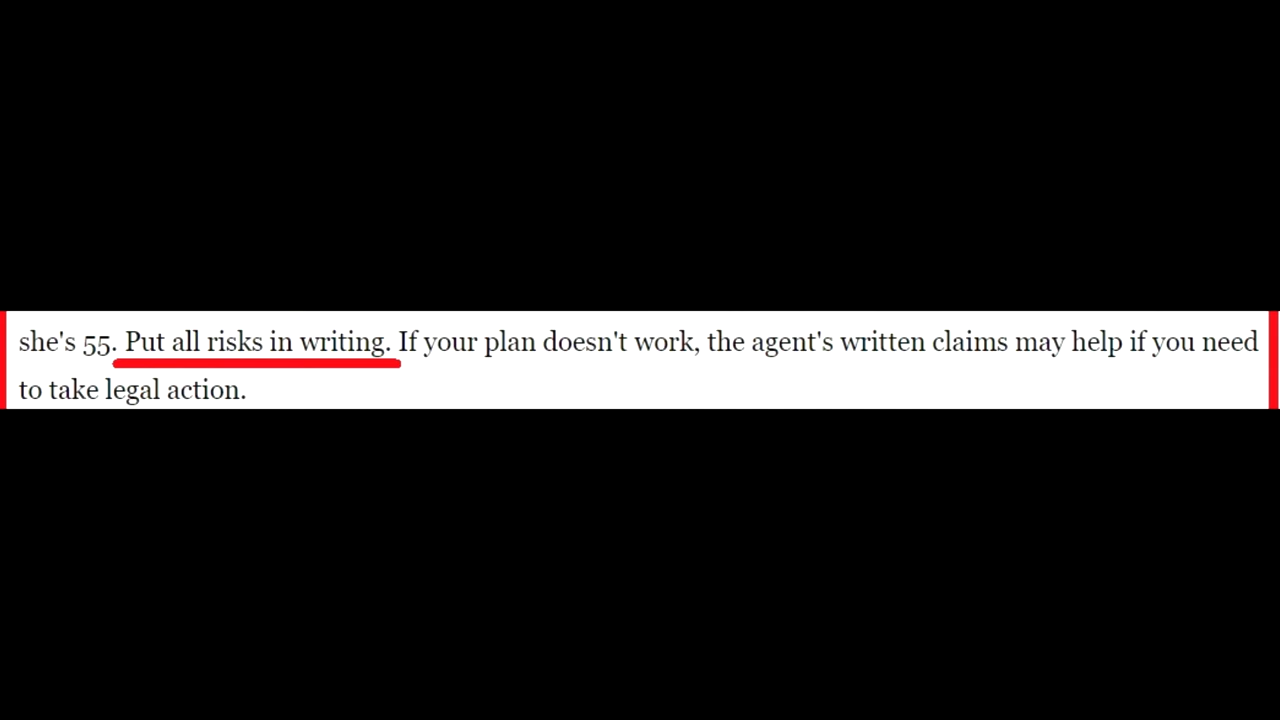 she's 55. Put all risks in writing. If your plan doesn't work, the agent's written claims may help if you need
to take legal action.